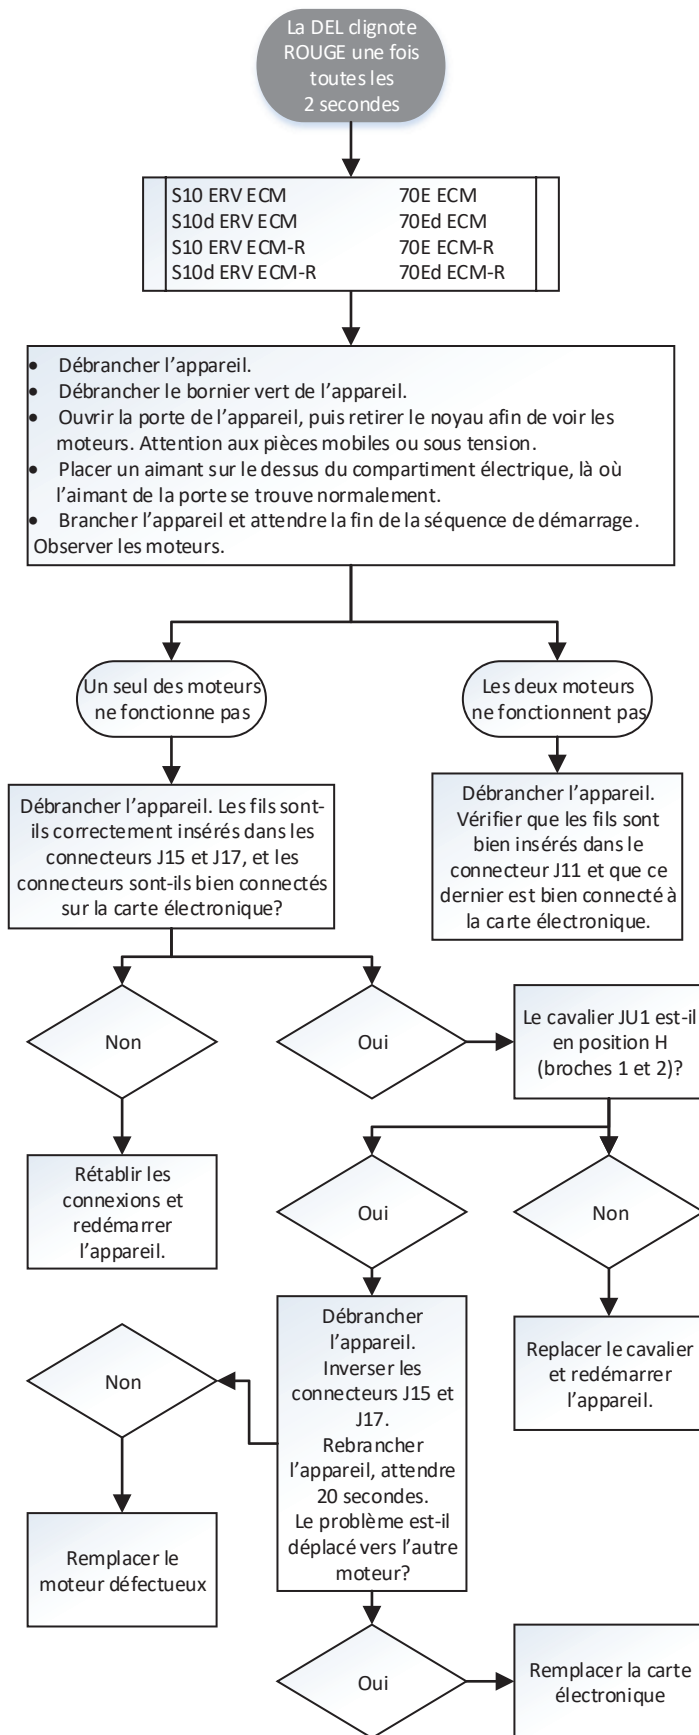 La DEL clignote
ROUGE une fois
toutes les
2 secondes
S10 ERV ECM 70E ECM
S10d ERV ECM 70Ed ECM
S10 ERV ECM-R 70E ECM-R
S10d ERV ECM-R 70Ed ECM-R
• Débrancher l’appareil.
• Débrancher le bornier vert de l’appareil.
• Ouvrir la porte de l’appareil, puis retirer le noyau afin de voir les
moteurs. Attention aux pièces mobiles ou sous tension.
• Placer un aimant sur le dessus du compartiment électrique, là où
l’aimant de la porte se trouve normalement.
• Brancher l’appareil et attendre la fin de la séquence de démarrage.
Observer les moteurs.
Un seul des moteurs
ne fonctionne pas
Les deux moteurs
ne fonctionnent pas
Débrancher l’appareil. Les fils sont-
ils correctement insérés dans les
connecteurs J15 et J17, et les
connecteurs sont-ils bien connectés
sur la carte électronique?
Débrancher l’appareil.
Vérifier que les fils sont
bien insérés dans le
connecteur J11 et que ce
dernier est bien connecté à
la carte électronique.
Non
Oui
Le cavalier JU1 est-il
en position H
(broches 1 et 2)?
Rétablir les
connexions et
redémarrer
l’appareil.
Oui
Non
Débrancher
l’appareil.
Inverser les
connecteurs J15 et
J17.
Rebrancher
l’appareil, attendre
20 secondes.
Le problème est-il
déplacé vers l’autre
moteur?
Replacer le cavalier
et redémarrer
l’appareil.
Non
Remplacer le
moteur défectueux
Oui
Remplacer la carte
électronique